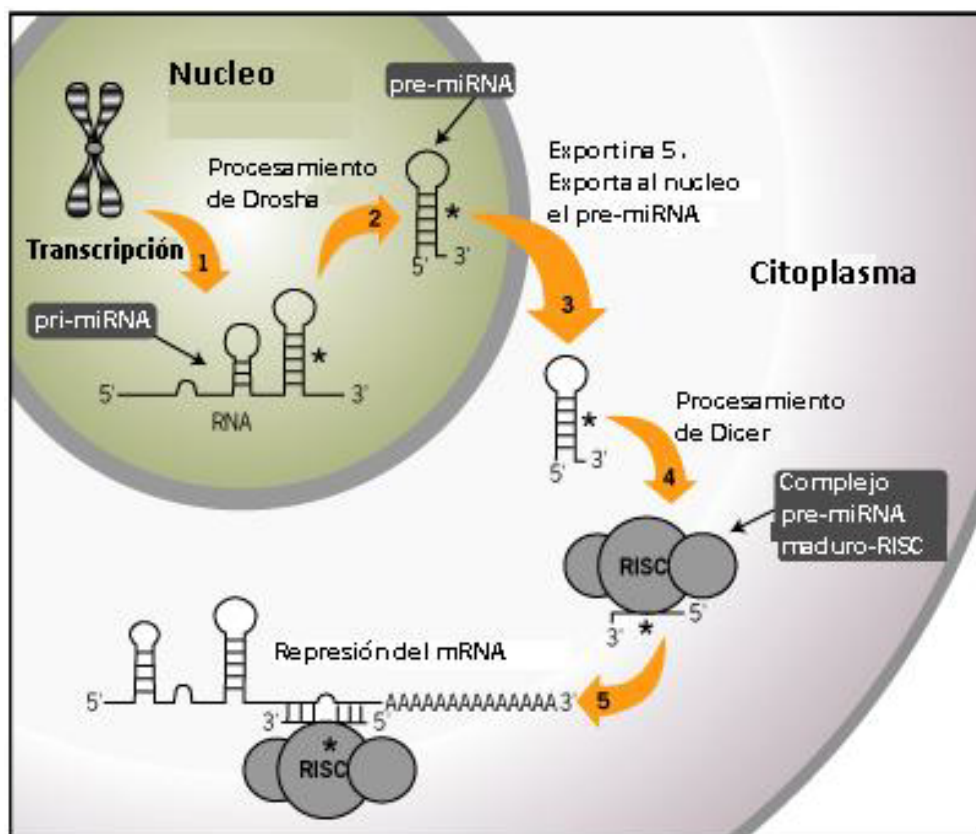 Nucleo
pre-miRNA
Procesamiento
de Drosha
2
*
5' 3'
Transcripción
1
pri-miRNA
*
5' 3'
RNA
Exportina 5.
Exporta al nucleo
el pre-miRNA
3
Citoplasma
*
5' 3'
Procesamiento
de Dicer
4
Complejo
pre-miRNA
maduro-RISC
RISC
3' * 5'
5
Represión del mRNA
5' AAAAAAAAAAAAAAA 3'
3' 5'
*
RISC